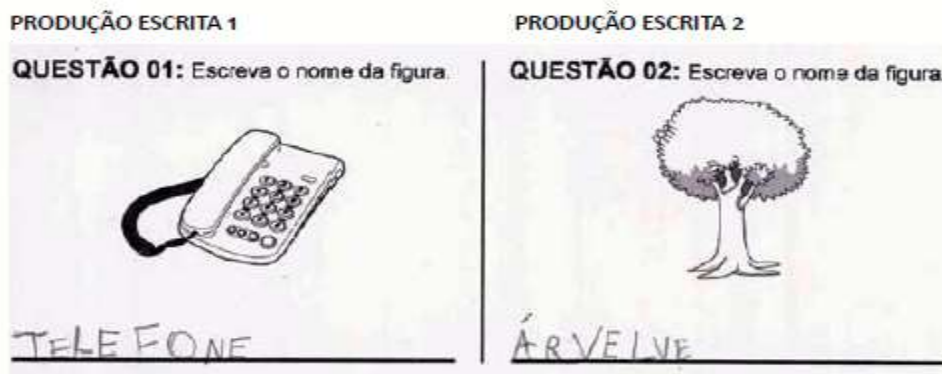 PRODUÇÃO ESCRITA 1
QUESTÃO 01: Escreva o nome da figura.
TELEFONE
PRODUÇÃO ESCRITA 2
QUESTÃO 02: Escreva o nome da figura
ÁRVELVE